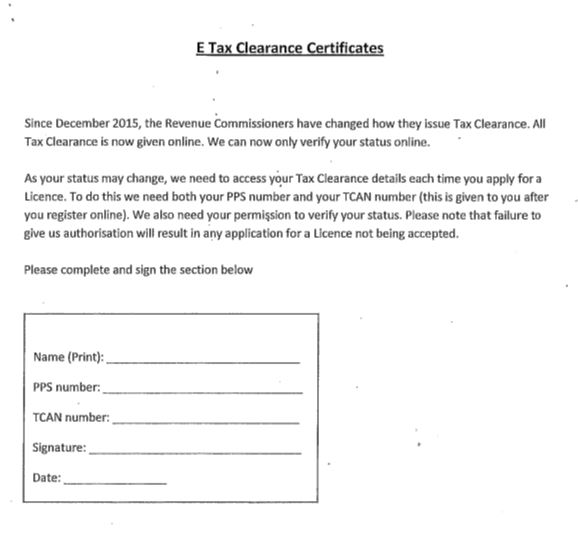 E Tax Clearance Certificates
Since December 2015, the Revenue Commissioners have changed how they issue Tax Clearance. All
Tax Clearance is now given online. We can now only verify your status online.
As your status may change, we need to access your Tax Clearance details each time you apply for a
Licence. To do this we need both your PPS number and your TCAN number (this is given to you after
you register online). We also need your permission to verify your status. Please note that failure to
give us authorisation will result in any application for a Licence not being accepted.
Please complete and sign the section below
Name (Print):
PPS number:
TCAN number:
Signature:
Date: